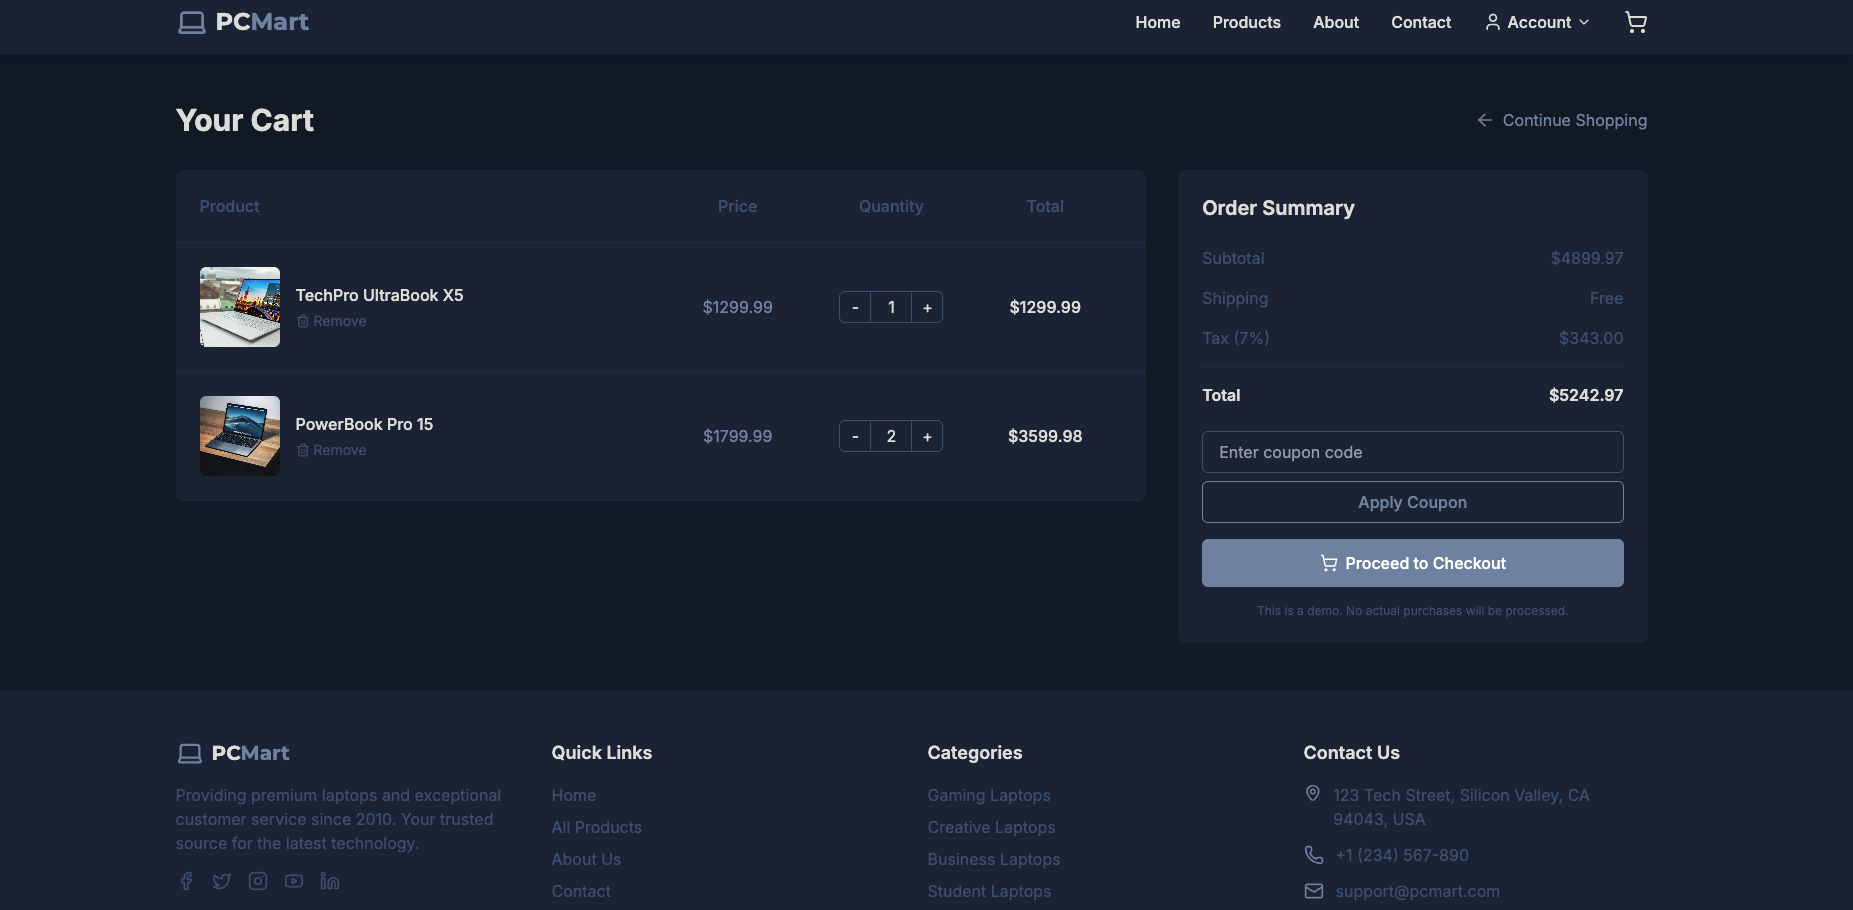 PCMart
Home Products About Contact Account
Your Cart
Continue Shopping
Product Price Quantity Total
TechPro UltraBook X5
Remove
$1299.99 - 1 + $1299.99
PowerBook Pro 15
Remove
$1799.99 - 2 + $3599.98
Order Summary
Subtotal $4899.97
Shipping Free
Tax (7%) $343.00
Total $5242.97
Enter coupon code
Apply Coupon
Proceed to Checkout
This is a demo. No actual purchases will be processed.
PCMart
Providing premium laptops and exceptional
customer service since 2010. Your trusted
source for the latest technology.
Quick Links
Home
All Products
About Us
Contact
Categories
Gaming Laptops
Creative Laptops
Business Laptops
Student Laptops
Contact Us
123 Tech Street, Silicon Valley, CA
94043, USA
+1 (234) 567-890
support@pcmart.com